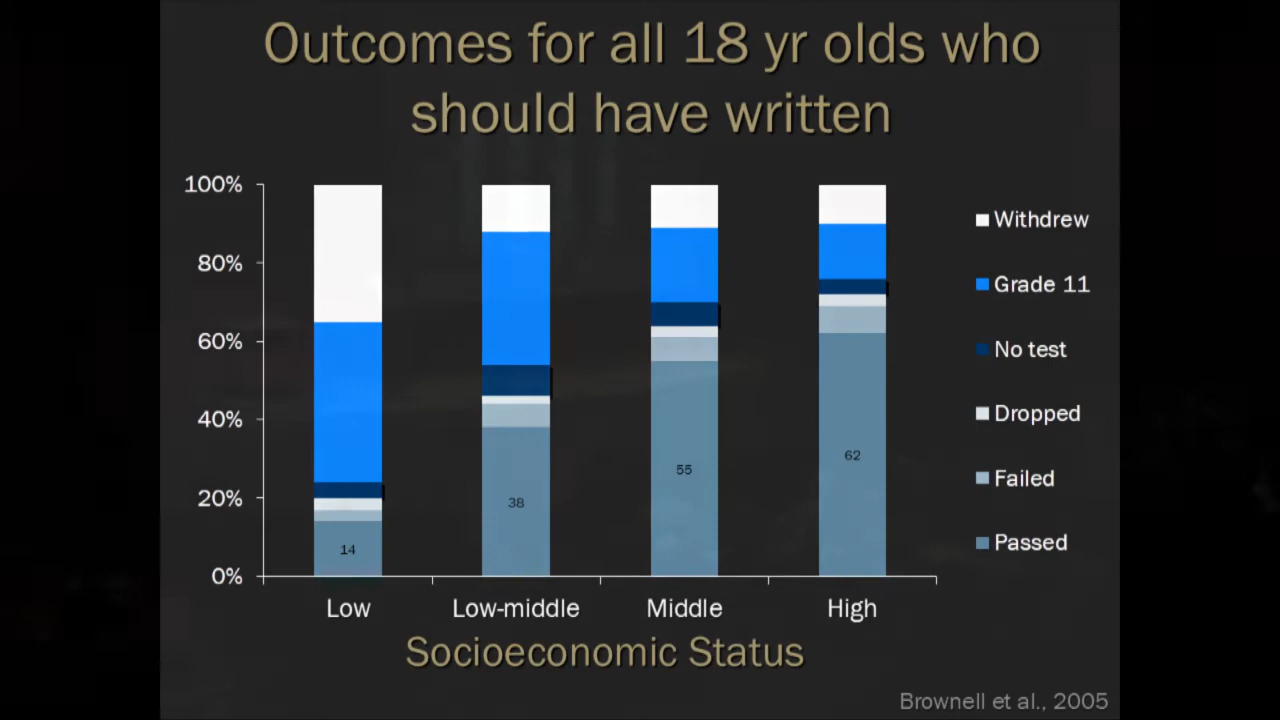 Outcomes for all 18 yr olds who
should have written
100%
80%
60%
40%
20%
0%
14
38
55
62
Low
Low-middle
Middle
High
Socioeconomic Status
Withdrew
Grade 11
No test
Dropped
Failed
Passed
Brownell et al., 2005